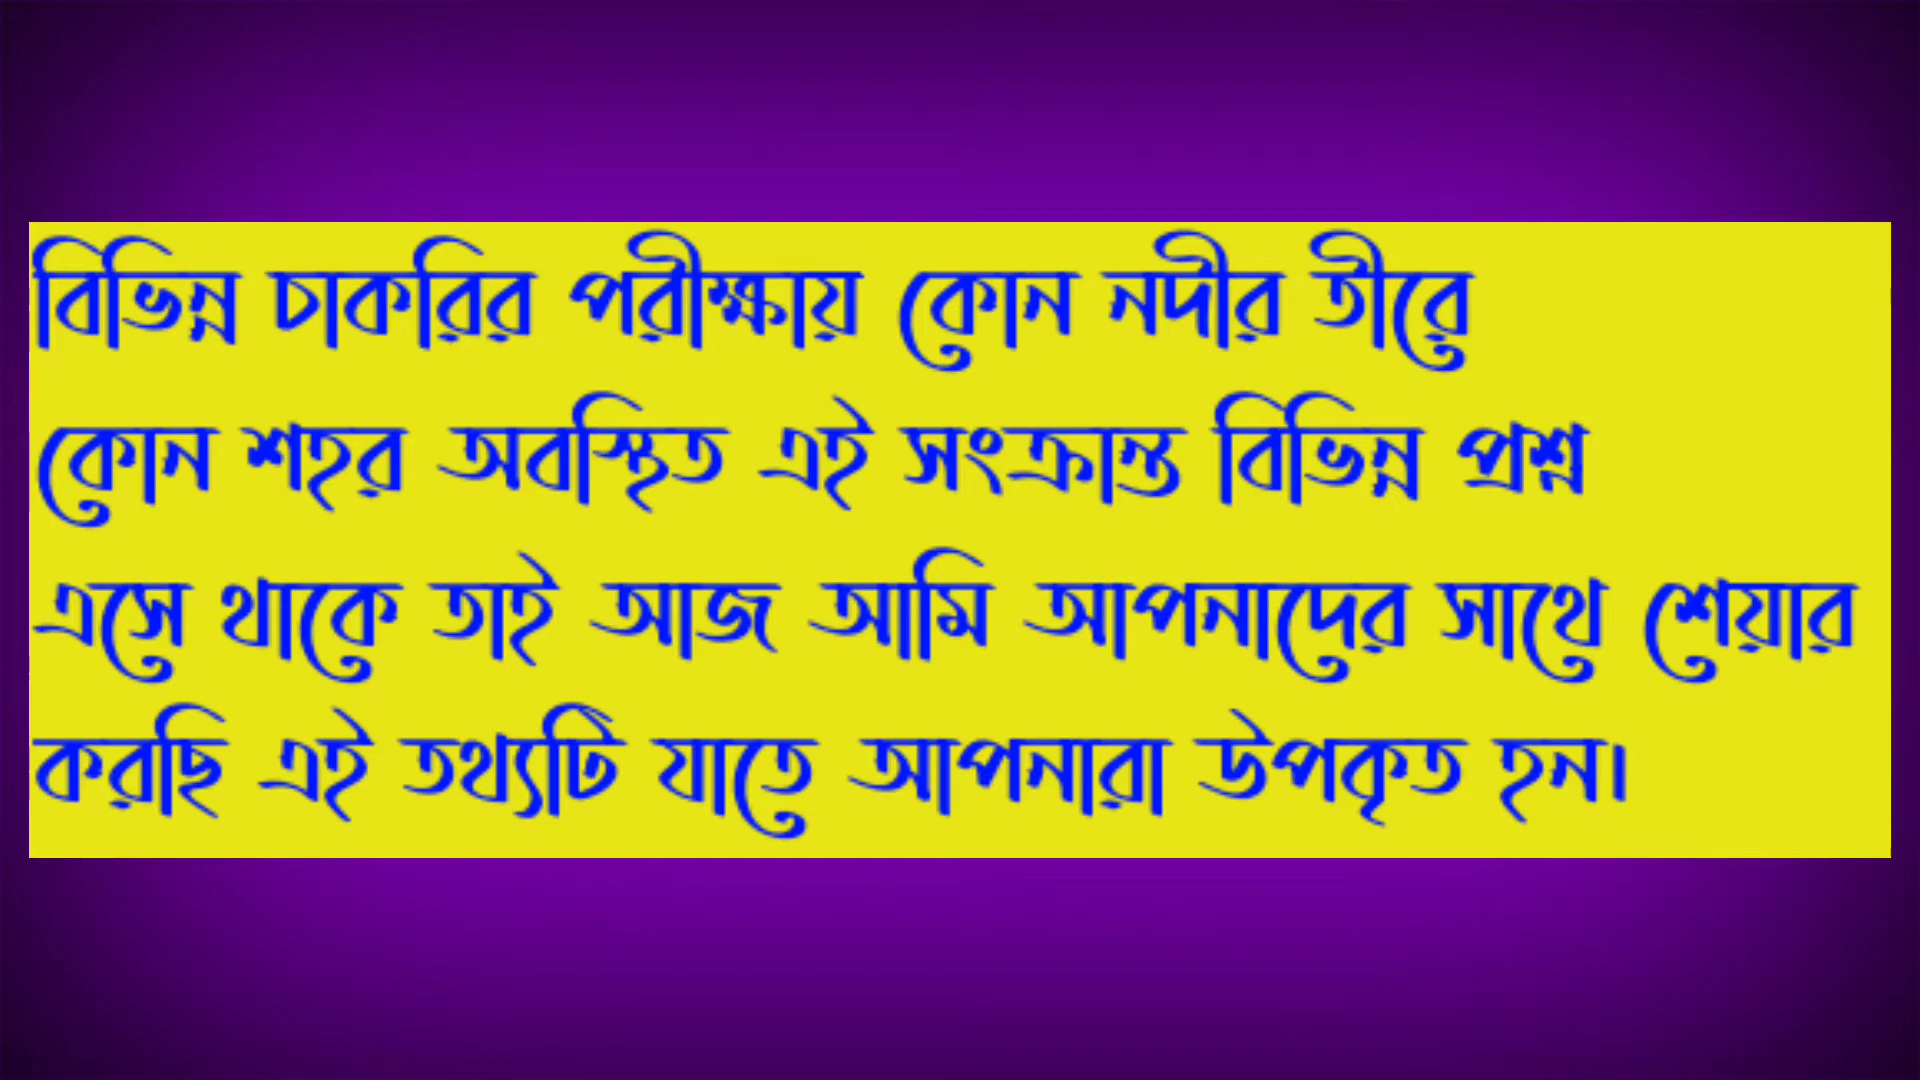 বিভিন্ন চাকরির পরীক্ষায় কোন নদীর তীরে
কোন শহর অবস্থিত এই সংক্রান্ত বিভিন্ন প্রশ্ন
এসে থাকে তাই আজ আমি আপনাদের সাথে শেয়ার
করছি এই তথ্যটি যাতে আপনারা উপকৃত হন।